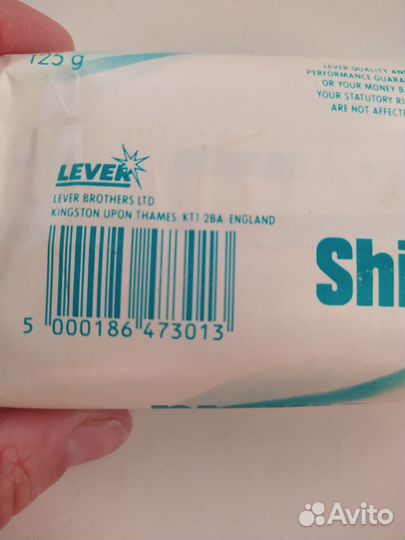 125 g
LEVER QUALITY AND
PERFORMANCE GUARA
OR YOUR MONEY B
YOUR STATUTORY RI
ARE NOT AFFECTE
LEVER
LEVER BROTHERS LTD
KINGSTON UPON THAMES KT1 2BA ENGLAND
Shi
5 000186 473013
Avito